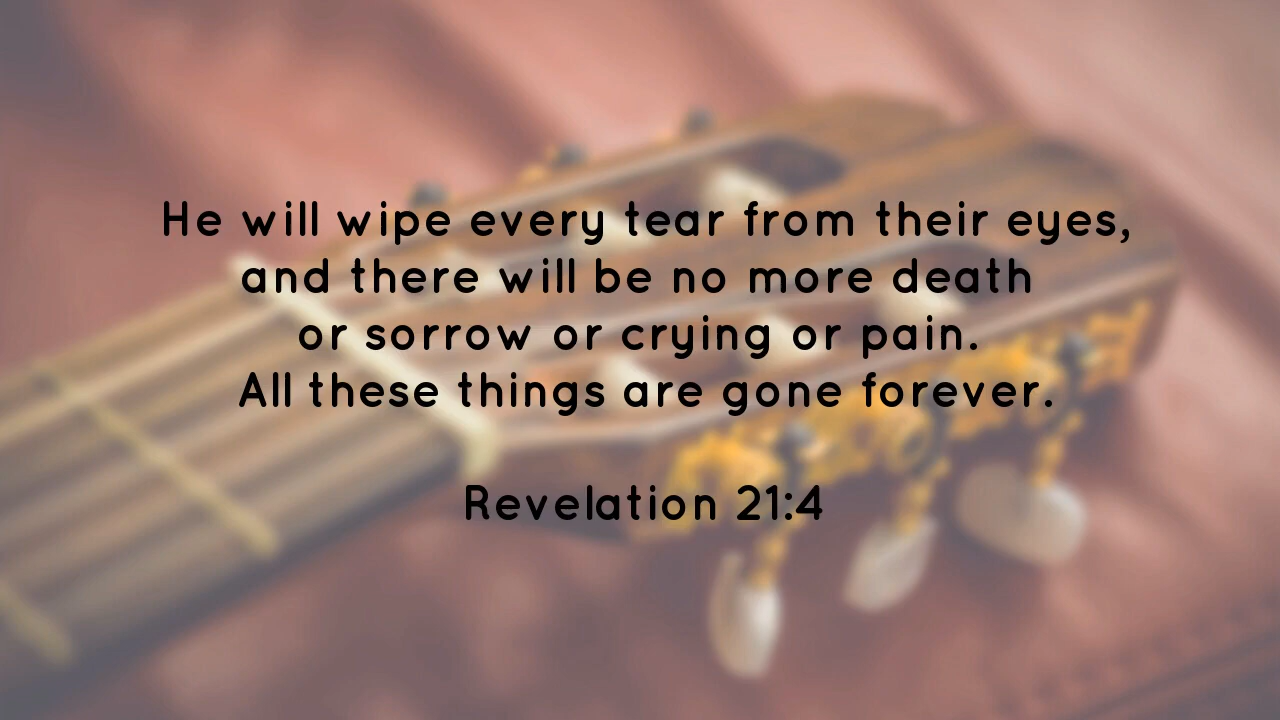 He will wipe every tear from their eyes,
and there will be no more death
or sorrow or crying or pain.
All these things are gone forever.
Revelation 21:4